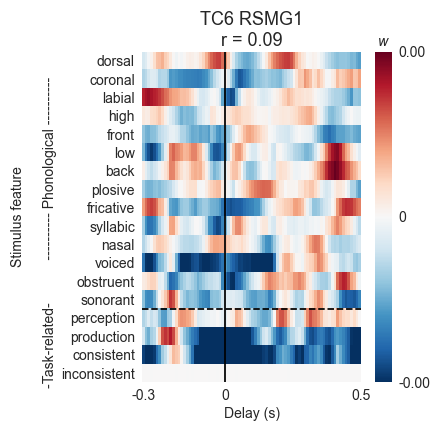 TC6 RSMG1
r = 0.09
w
dorsal
coronal
labial
high
front
low
back
plosive
fricative
syllabic
nasal
voiced
obstruent
sonorant
perception
production
consistent
inconsistent
Stimulus feature
-Task-related- ---------- Phonological ----------
0.00
0
-0.00
-0.3 0 0.5
Delay (s)